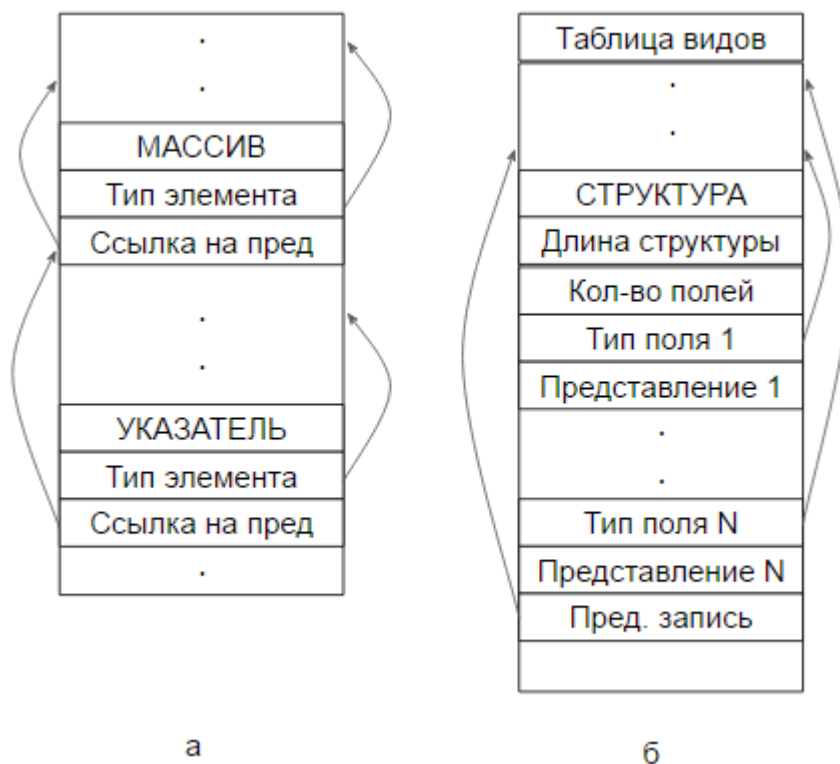 МАССИВ
Тип элемента
Ссылка на пред
УКАЗАТЕЛЬ
Тип элемента
Ссылка на пред
а
Таблица видов
СТРУКТУРА
Длина структуры
Кол-во полей
Тип поля 1
Представление 1
Тип поля N
Представление N
Пред. запись
б